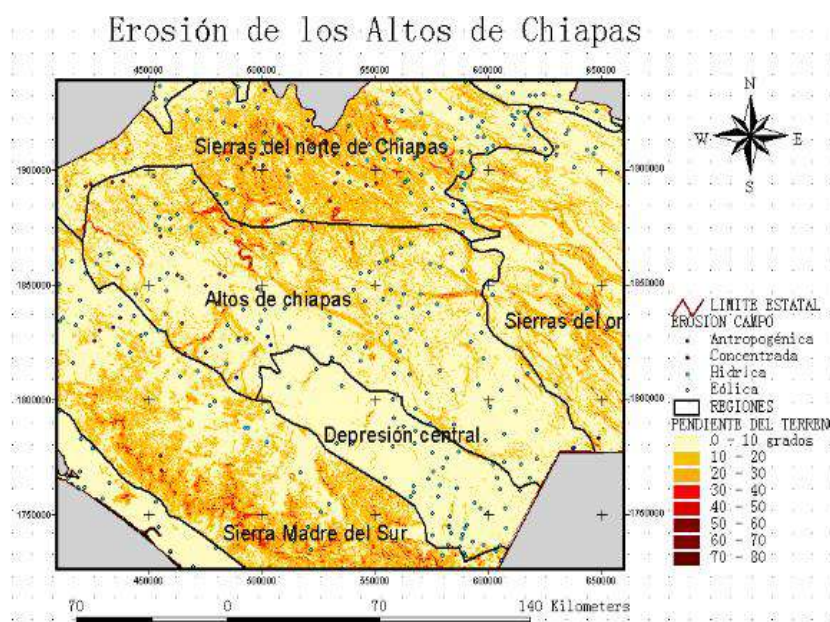 Erosión de los Altos de Chiapas
450000 500000 550000 600000 650000
N
W E
S
Sierras del norte de Chiapas
1900000 1900000
1850000 1850000
Altos de chiapas
Sierras del or
1800000 1800000
Depresión central
1750000 1750000
Sierra Madre del Sur
450000 500000 550000 600000 650000
70 0 70 140 Kilometers
LIMITE ESTATAL
EROSION CAMPO
Antropogénica
Concentrada
Hídrica
Eólica
REGIONES
PENDIENTE DEL TERRENO
0 - 10 grados
10 - 20
20 - 30
30 - 40
40 - 50
50 - 60
60 - 70
70 - 80